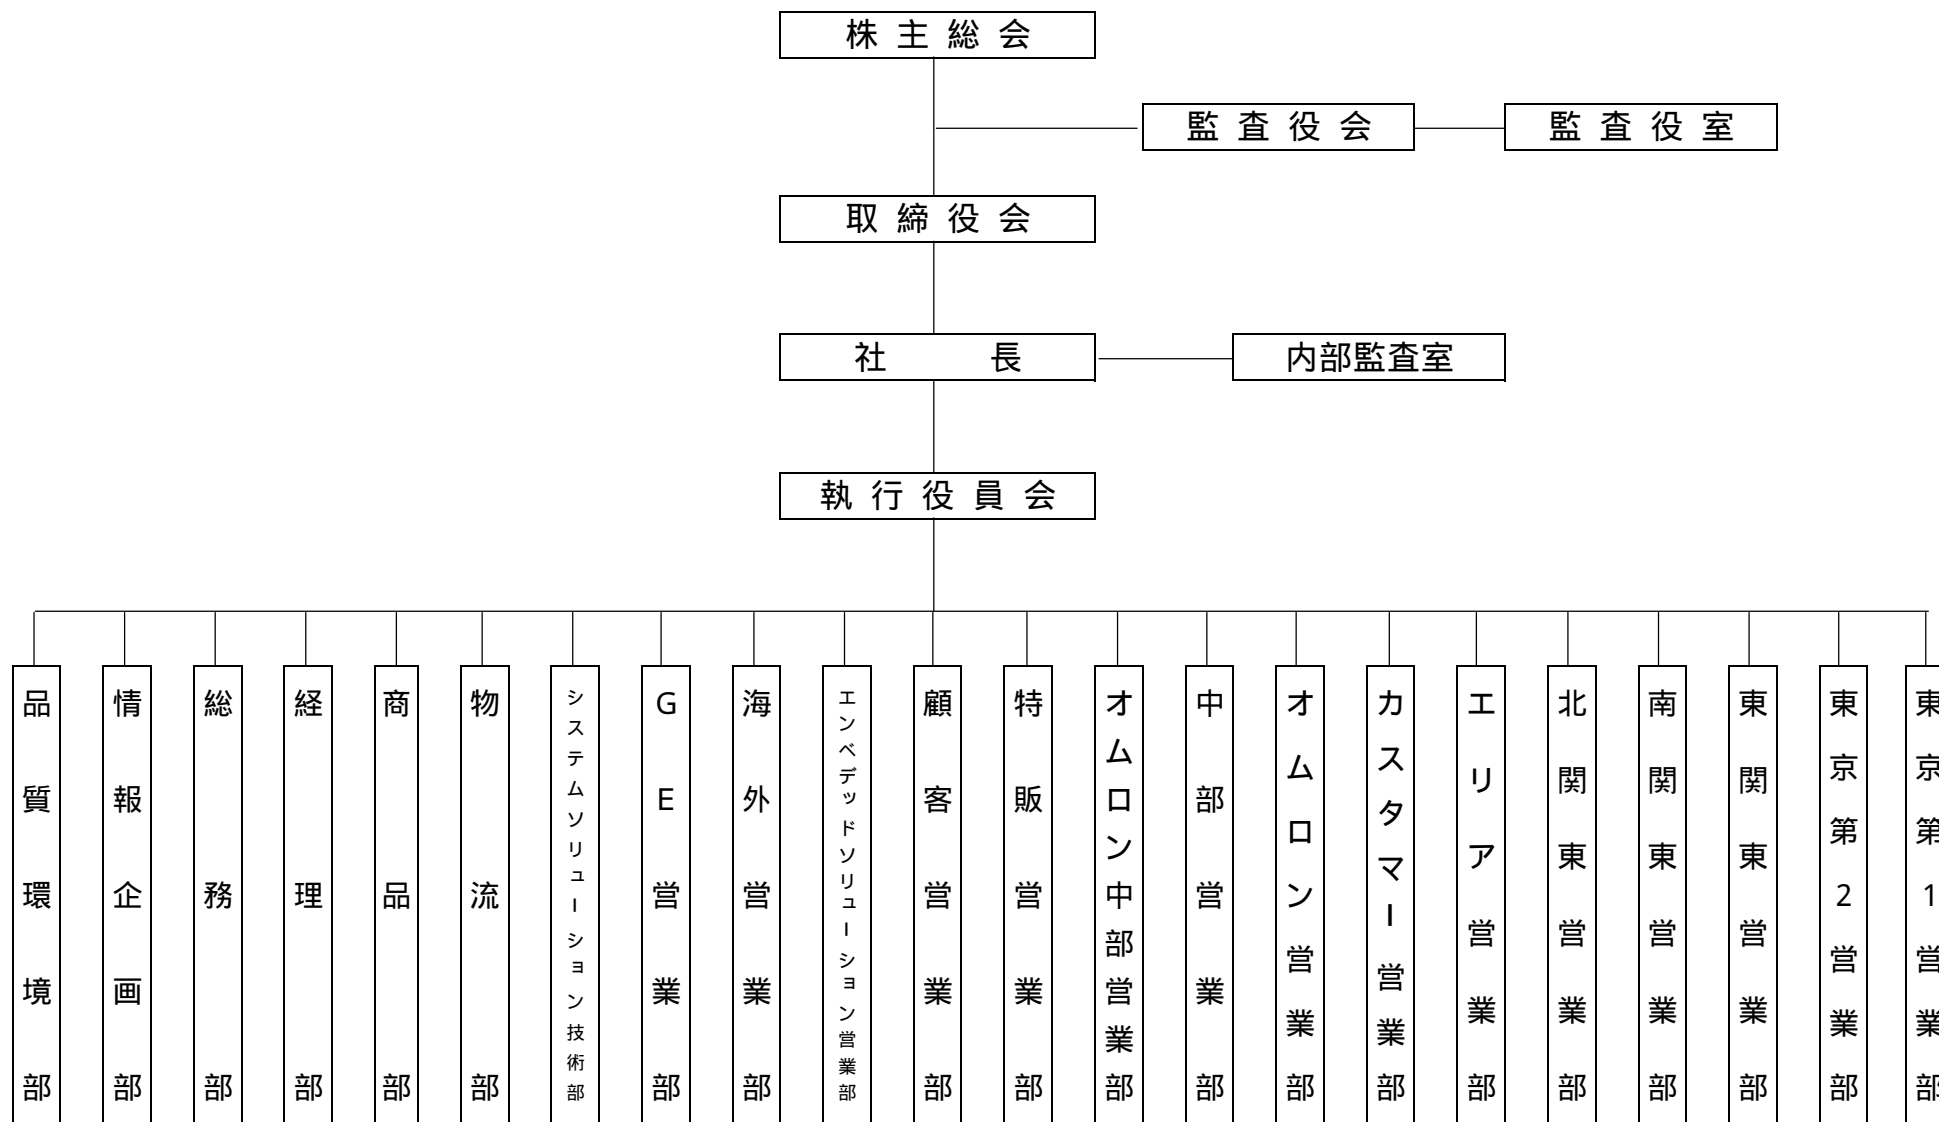 株主総会
監査役会
監査役室
取締役会
社長
内部監査室
執行役員会
品質環境部
情報企画部
総務部
経理部
商品部
物流部
システムソリューション技術部
GE営業部
海外営業部
エンベデッドソリューション営業部
顧客営業部
特販営業部
オムロン中部営業部
中部営業部
オムロン営業部
カスタマー営業部
エリア営業部
北関東営業部
南関東営業部
東関東営業部
東京第2営業部
東京第1営業部